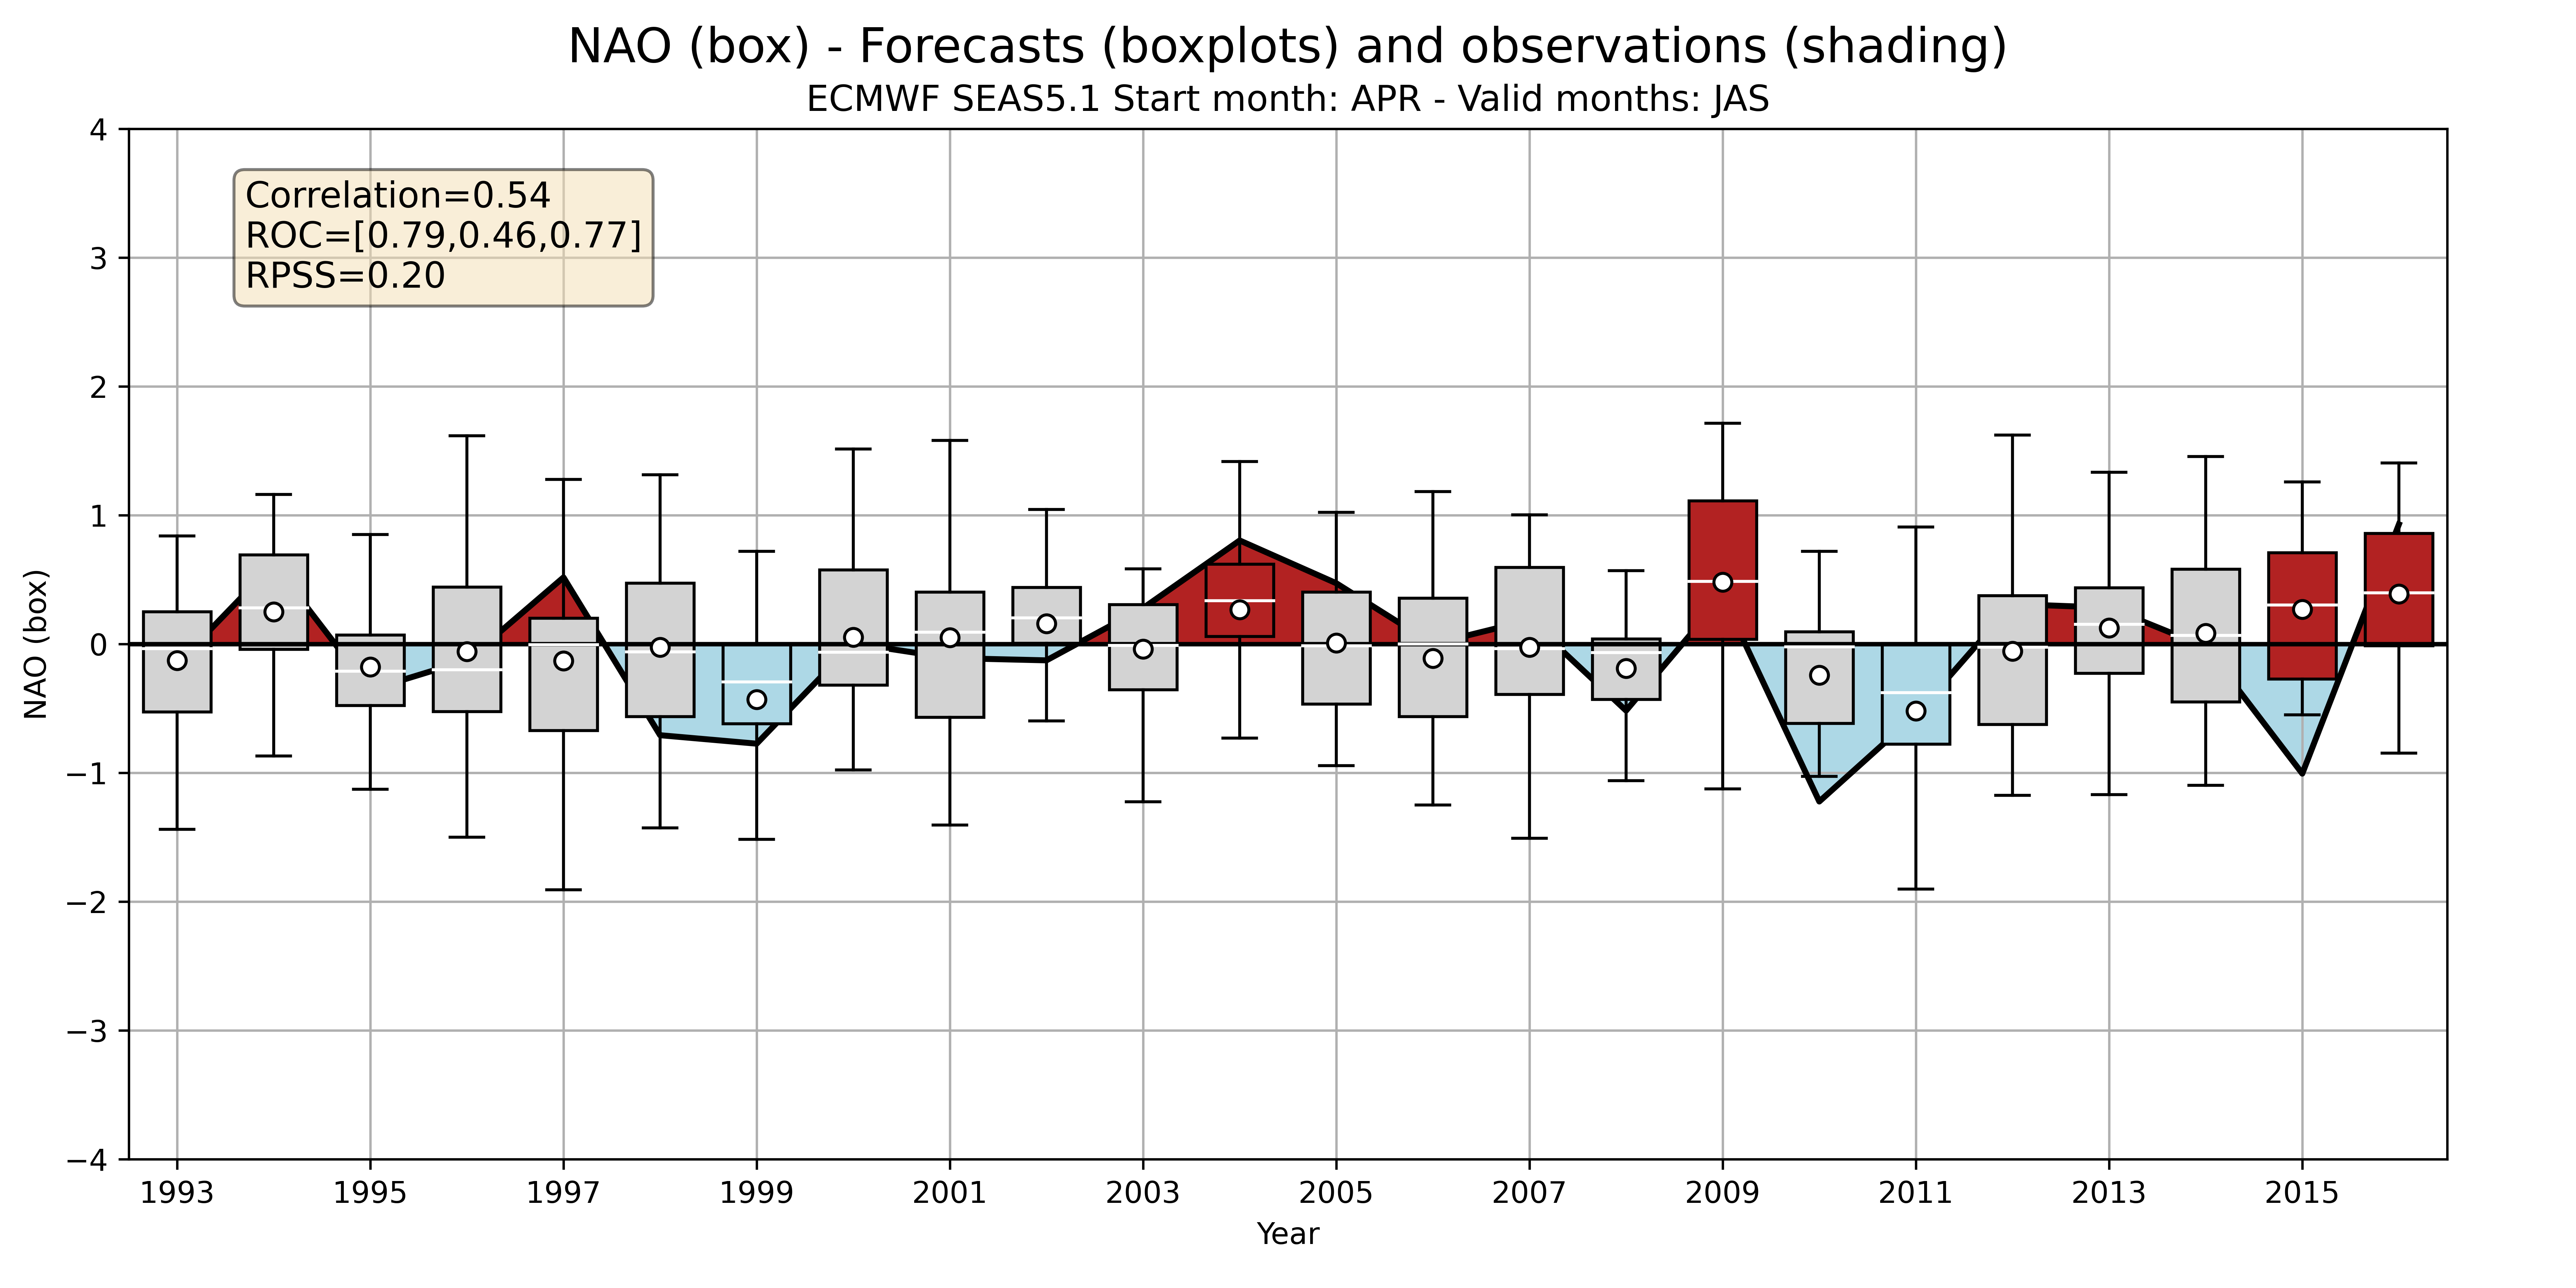 NAO (box) - Forecasts (boxplots) and observations (shading)
ECMWF SEAS5.1 Start month: APR - Valid months: JAS
Correlation=0.54
ROC=[0.79,0.46,0.77]
RPSS=0.20
NAO (box)
4
3
2
1
0
−1
−2
−3
−4
1993 1995 1997 1999 2001 2003 2005 2007 2009 2011 2013 2015
Year